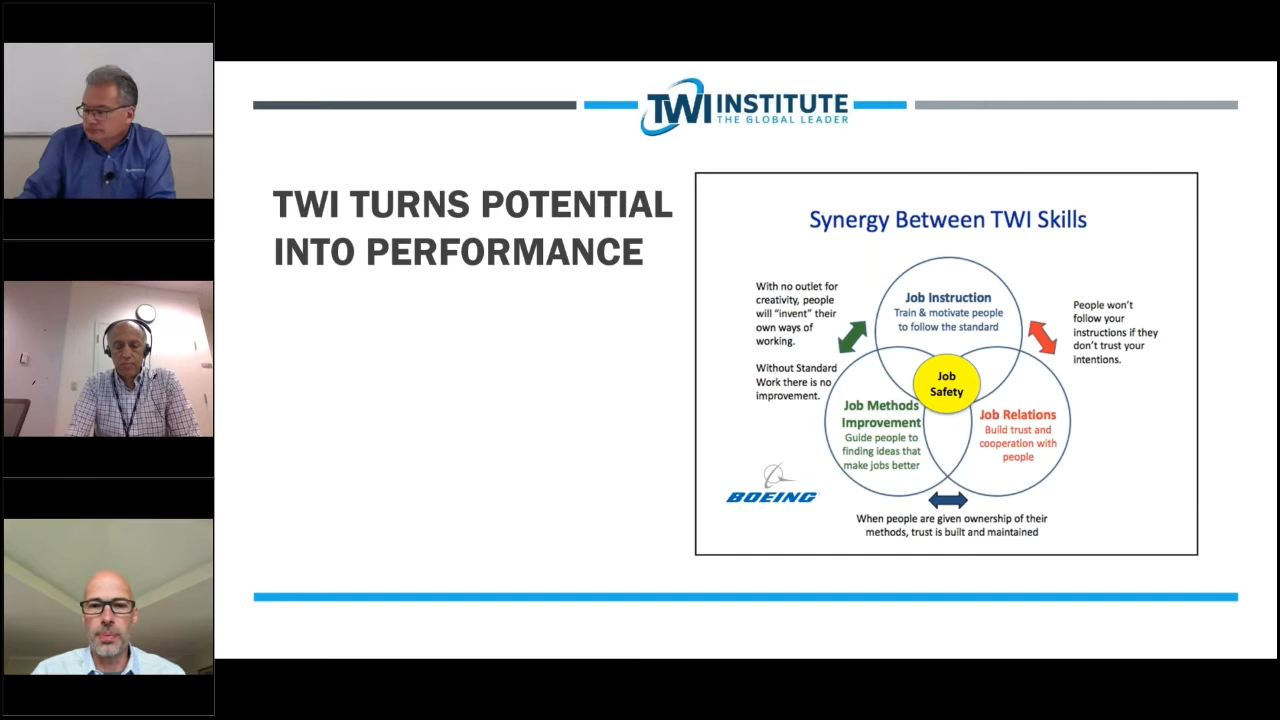 TWI INSTITUTE
THE GLOBAL LEADER
TWI TURNS POTENTIAL
INTO PERFORMANCE
Synergy Between TWI Skills
With no outlet for
creativity, people
will “invent” their
own ways of
working.
Without Standard
Work there is no
improvement.
Job Instruction
Train & motivate people
to follow the standard
People won’t
follow your
instructions if they
don’t trust your
intentions.
Job
Safety
Job Methods
Improvement
Guide people to
finding ideas that
make jobs better
Job Relations
Build trust and
cooperation with
people
BOEING
When people are given ownership of their
methods, trust is built and maintained